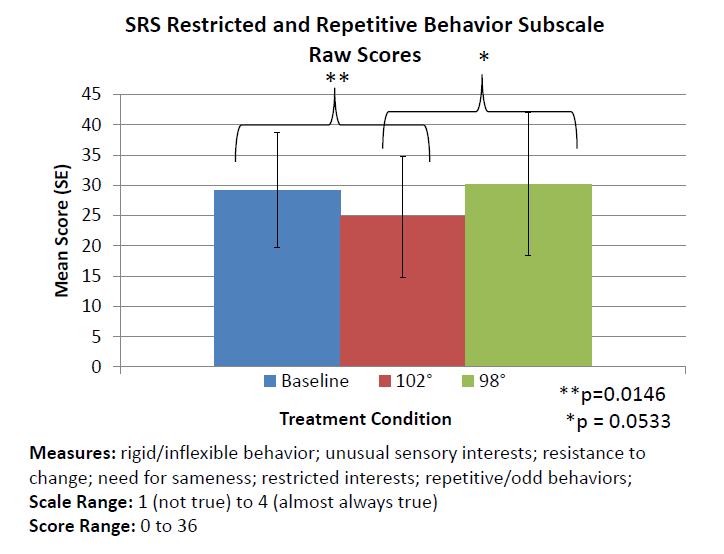 SRS Restricted and Repetitive Behavior Subscale
Raw Scores
*
**
45
40
35
30
25
20
15
10
5
0
Mean Score (SE)
Baseline 102° 98°
Treatment Condition
**p=0.0146
*p = 0.0533
Measures: rigid/inflexible behavior; unusual sensory interests; resistance to
change; need for sameness; restricted interests; repetitive/odd behaviors;
Scale Range: 1 (not true) to 4 (almost always true)
Score Range: 0 to 36